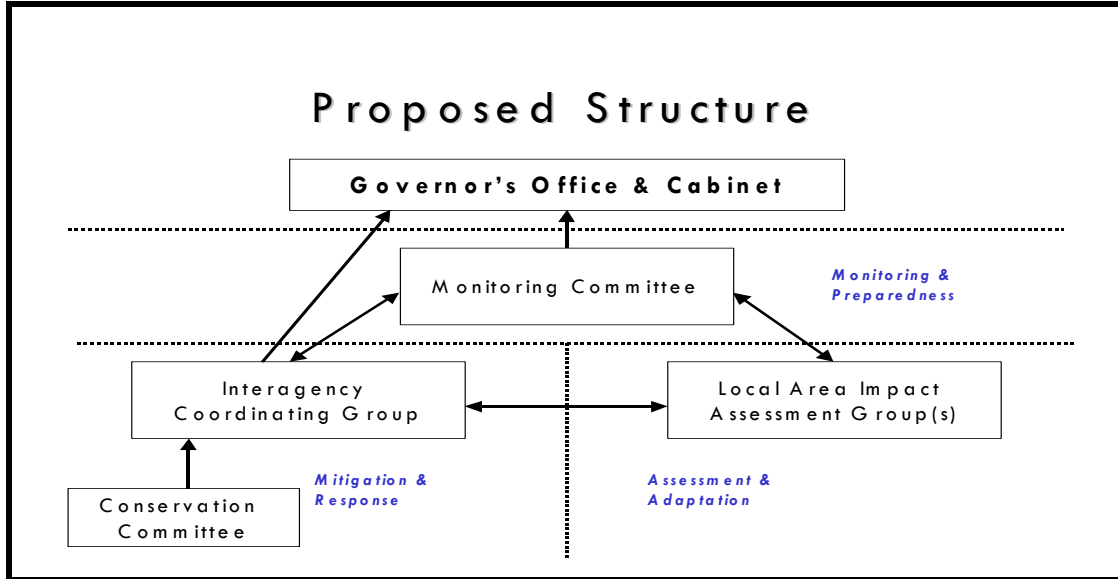 Proposed Structure
Governor's Office & Cabinet
Monitoring Committee
Monitoring &
Preparedness
Interagency
Coordinating Group
Local Area Impact
Assessment Group(s)
Mitigation &
Response
Assessment &
Adaptation
Conservation
Committee